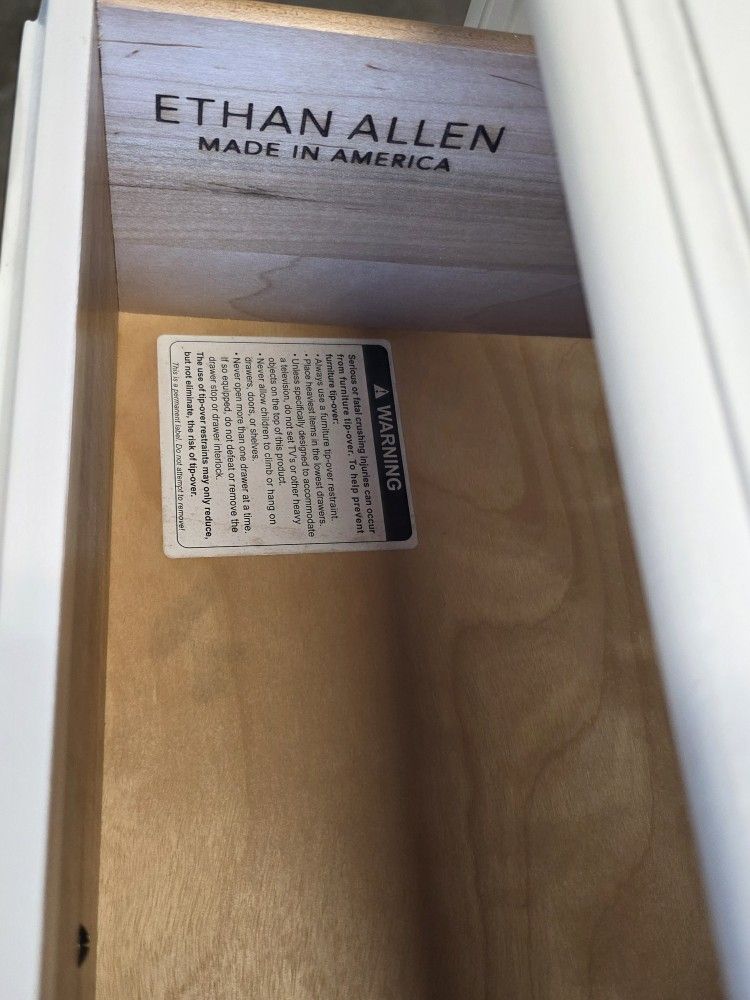 ETHAN ALLEN
MADE IN AMERICA
WARNING
Serious or fatal crushing injuries can occur
from furniture tip-over. To help prevent
furniture tip-over:
• Always use a furniture tip-over restraint.
• Place heaviest items in the lowest drawers.
• Unless specifically designed to accommodate
a television, do not set TV's or other heavy
objects on the top of this product.
• Never allow children to climb or hang on
drawers, doors, or shelves.
• Never open more than one drawer at a time.
If so equipped, do not defeat or remove the
drawer stop or drawer interlock.
The use of tip-over restraints may only reduce,
but not eliminate, the risk of tip-over.
This is a permanent label. Do not attempt to remove!